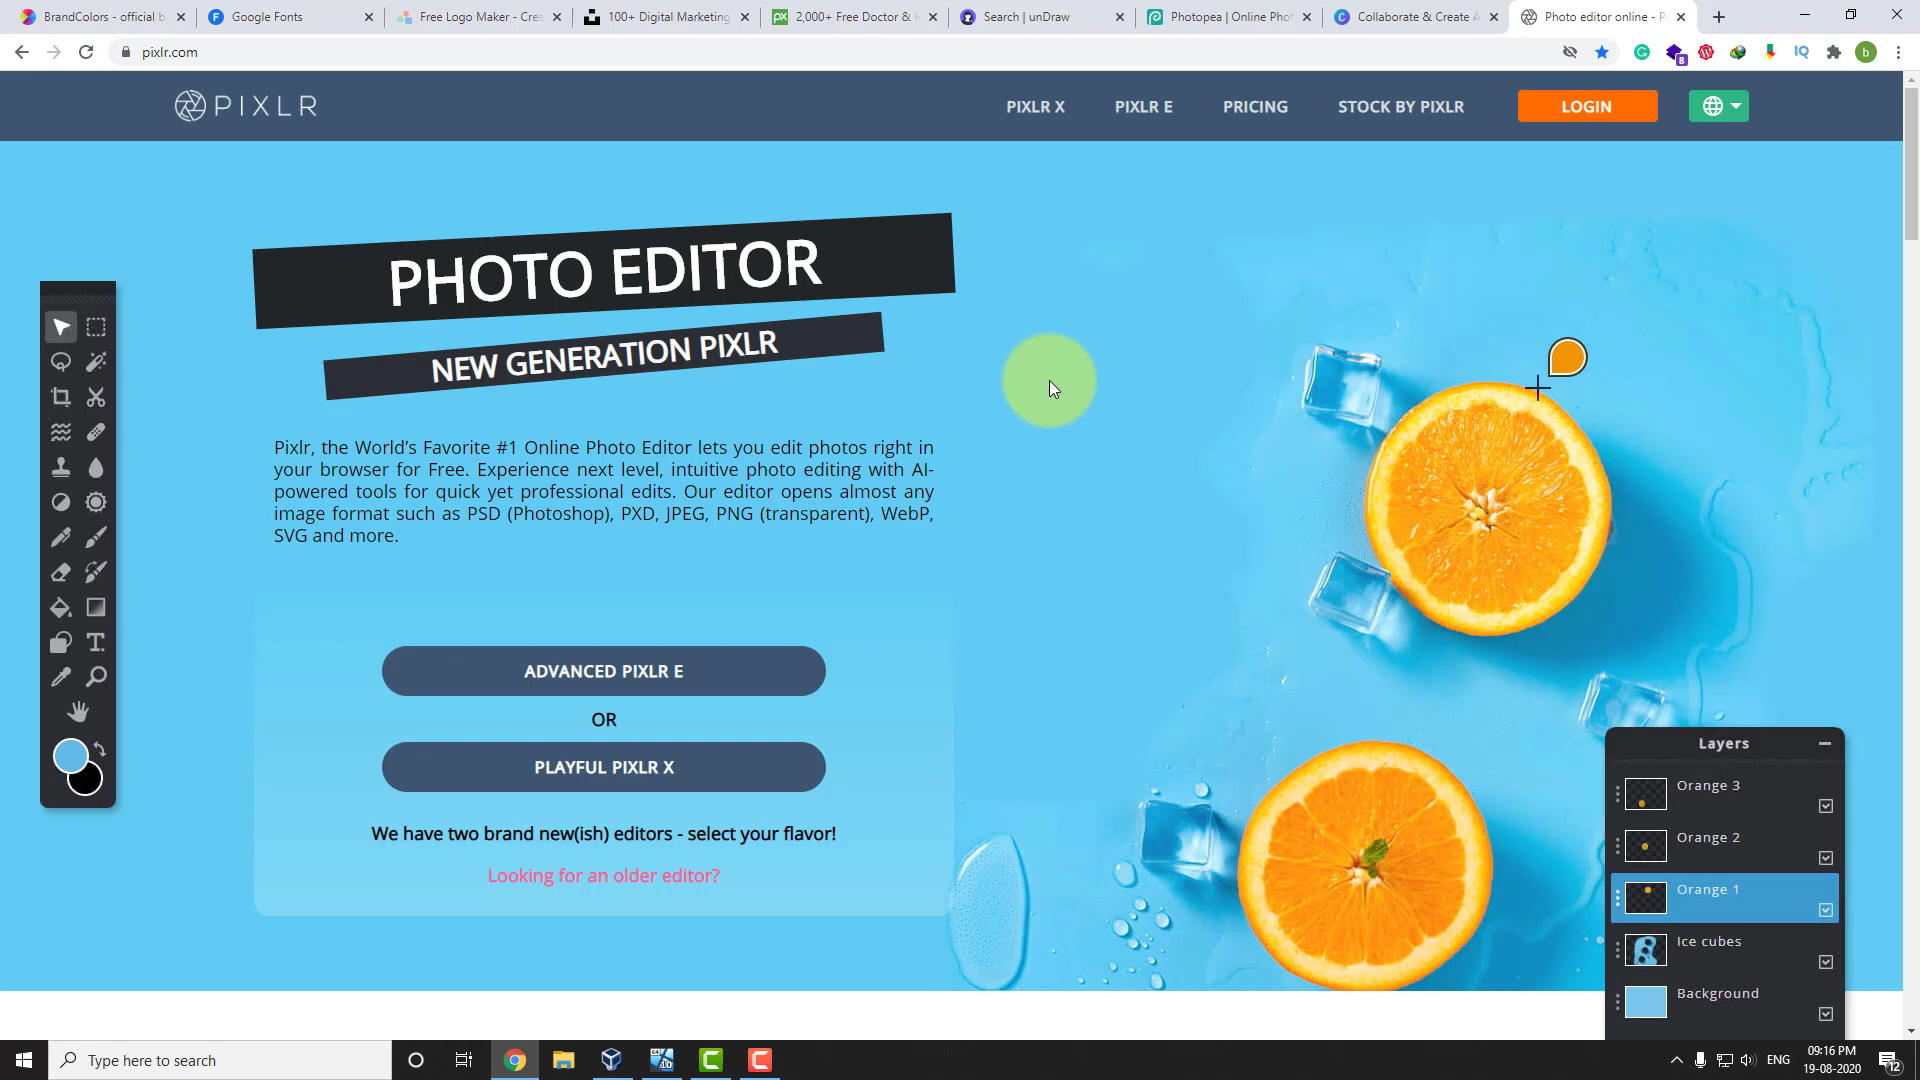 BrandColors - official b
Google Fonts
Free Logo Maker - Crea
100+ Digital Marketing
2,000+ Free Doctor & H
Search | unDraw
Photopea | Online Phot
Collaborate & Create A
Photo editor online - P
pixlr.com
8
IQ
b
PIXLR
PIXLR X
PIXLR E
PRICING
STOCK BY PIXLR
LOGIN
PHOTO EDITOR
NEW GENERATION PIXLR
Pixlr, the World's Favorite #1 Online Photo Editor lets you edit photos right in
your browser for Free. Experience next level, intuitive photo editing with AI-
powered tools for quick yet professional edits. Our editor opens almost any
image format such as PSD (Photoshop), PXD, JPEG, PNG (transparent), WebP,
SVG and more.
ADVANCED PIXLR E
OR
PLAYFUL PIXLR X
We have two brand new(ish) editors - select your flavor!
Looking for an older editor?
Layers
Orange 3
Orange 2
Orange 1
Ice cubes
Background
Type here to search
ENG
09:16 PM
19-08-2020
12